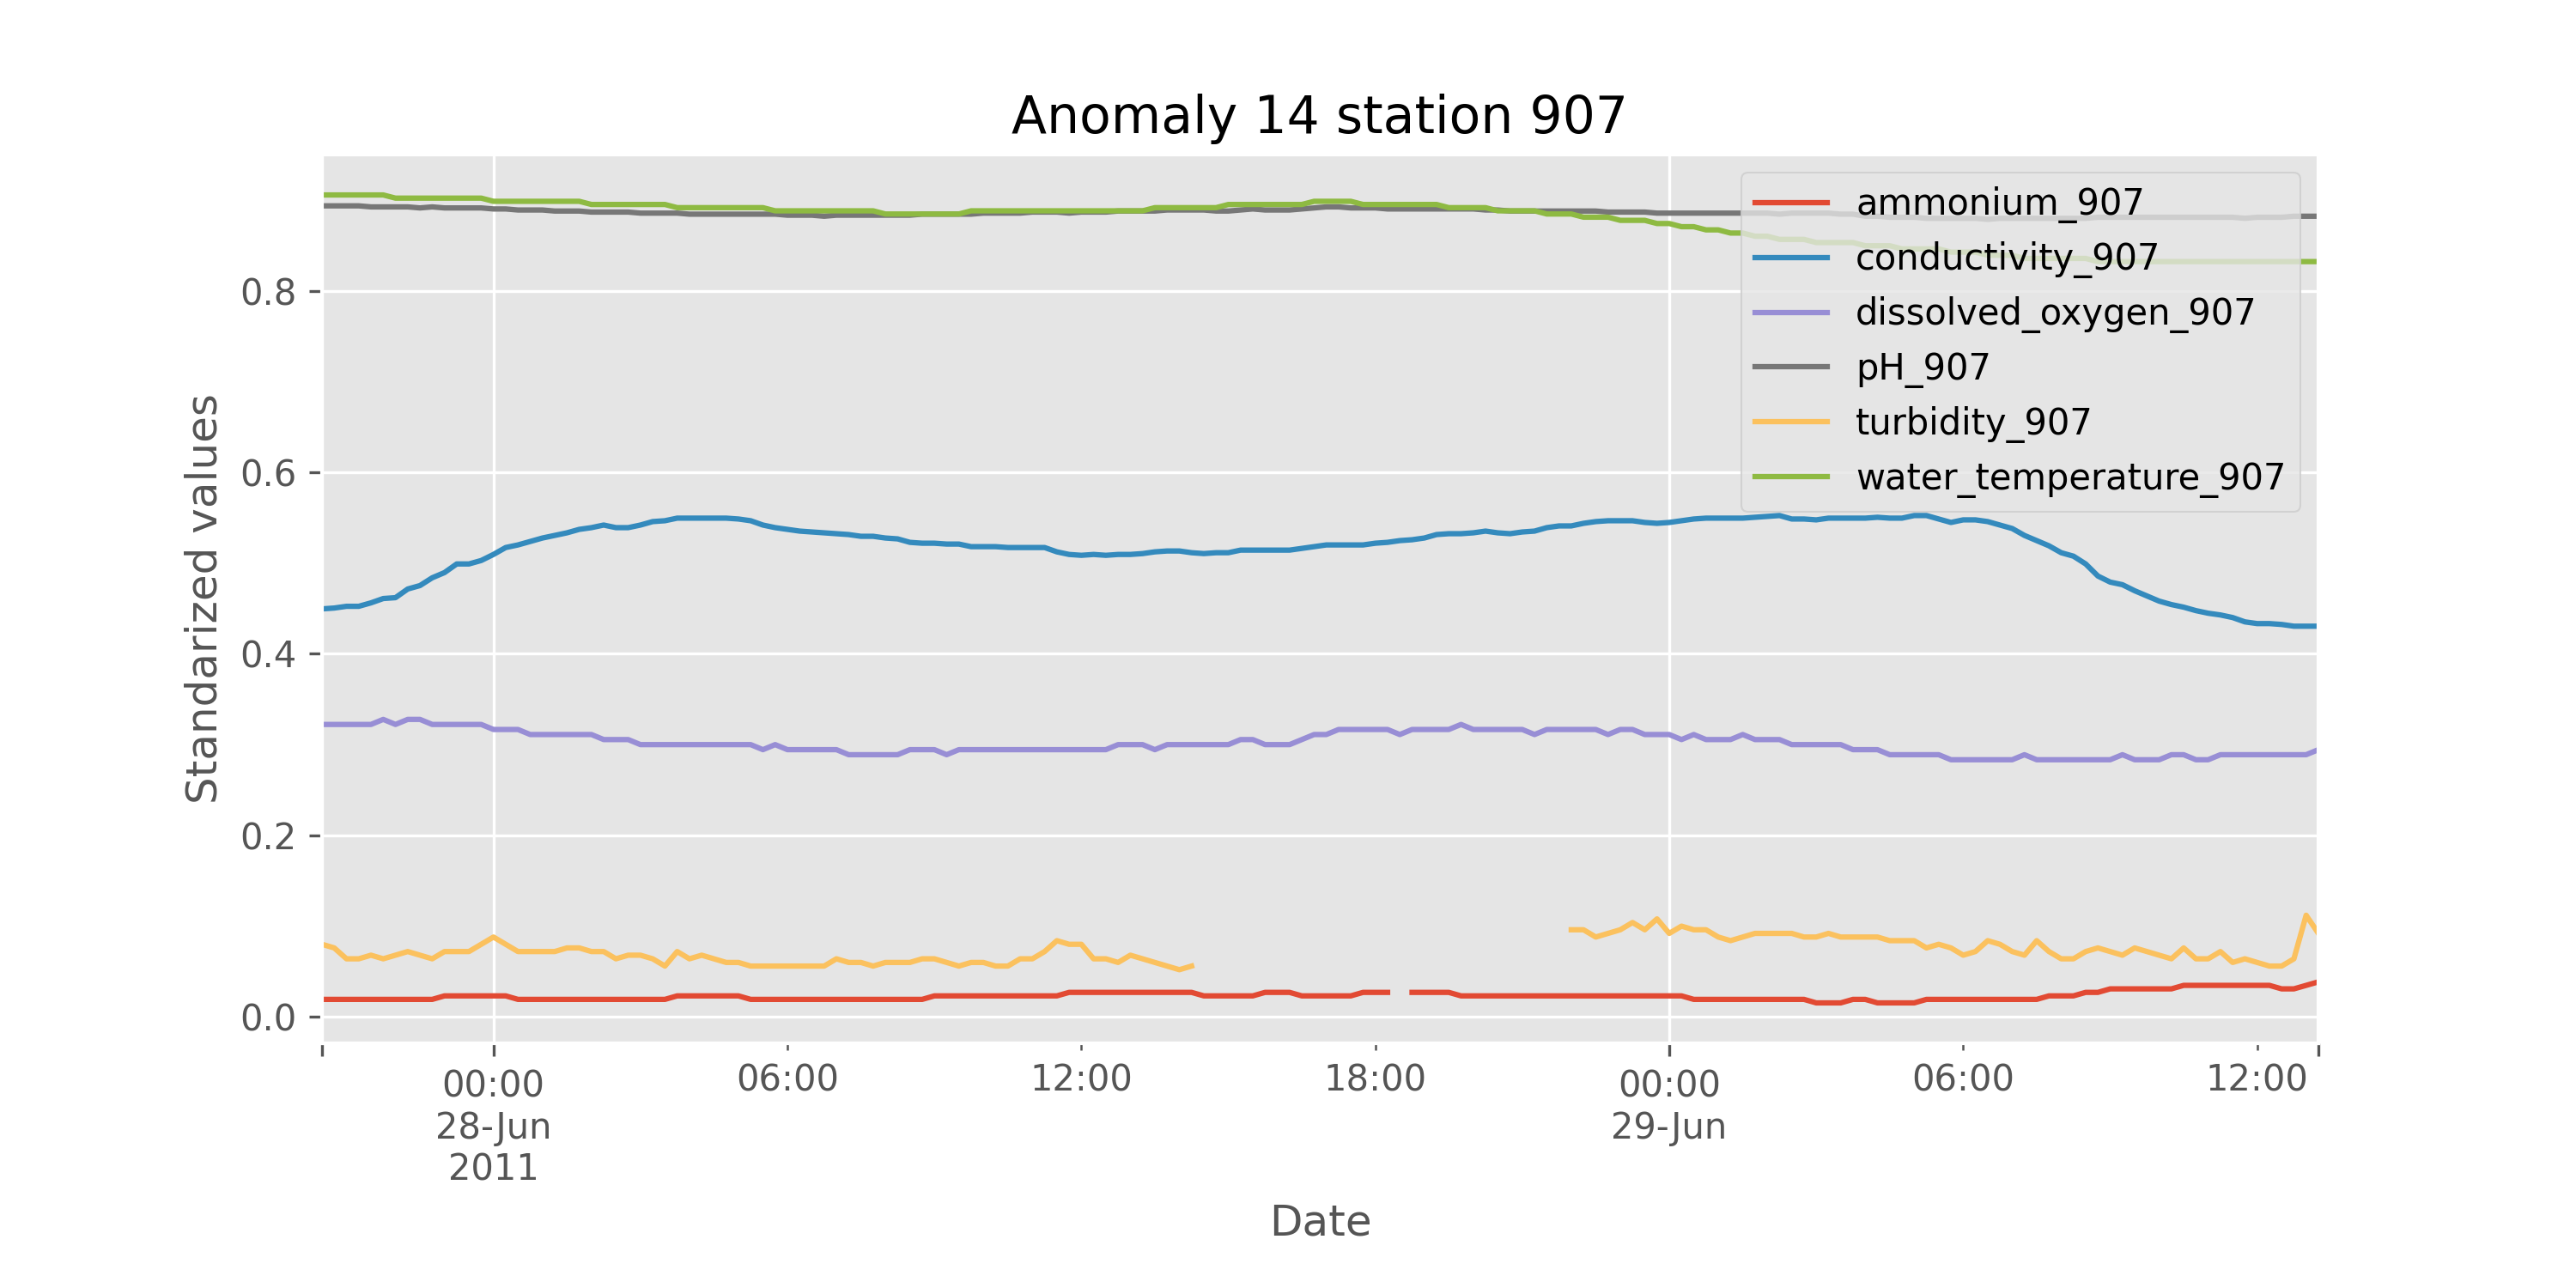 Anomaly 14 station 907
ammonium_907
conductivity_907
dissolved_oxygen_907
pH_907
turbidity_907
water_temperature_907
Standarized values
0.8
0.6
0.4
0.2
0.0
00:00 06:00 12:00 18:00 00:00 06:00 12:00
28-Jun 29-Jun
2011
Date